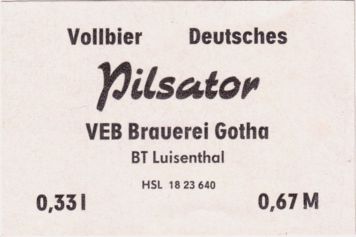 Vollbier Deutsches
Pilsator
VEB Brauerei Gotha
BT Luisenthal
HSL 18 23 640
0,33 l 0,67 M